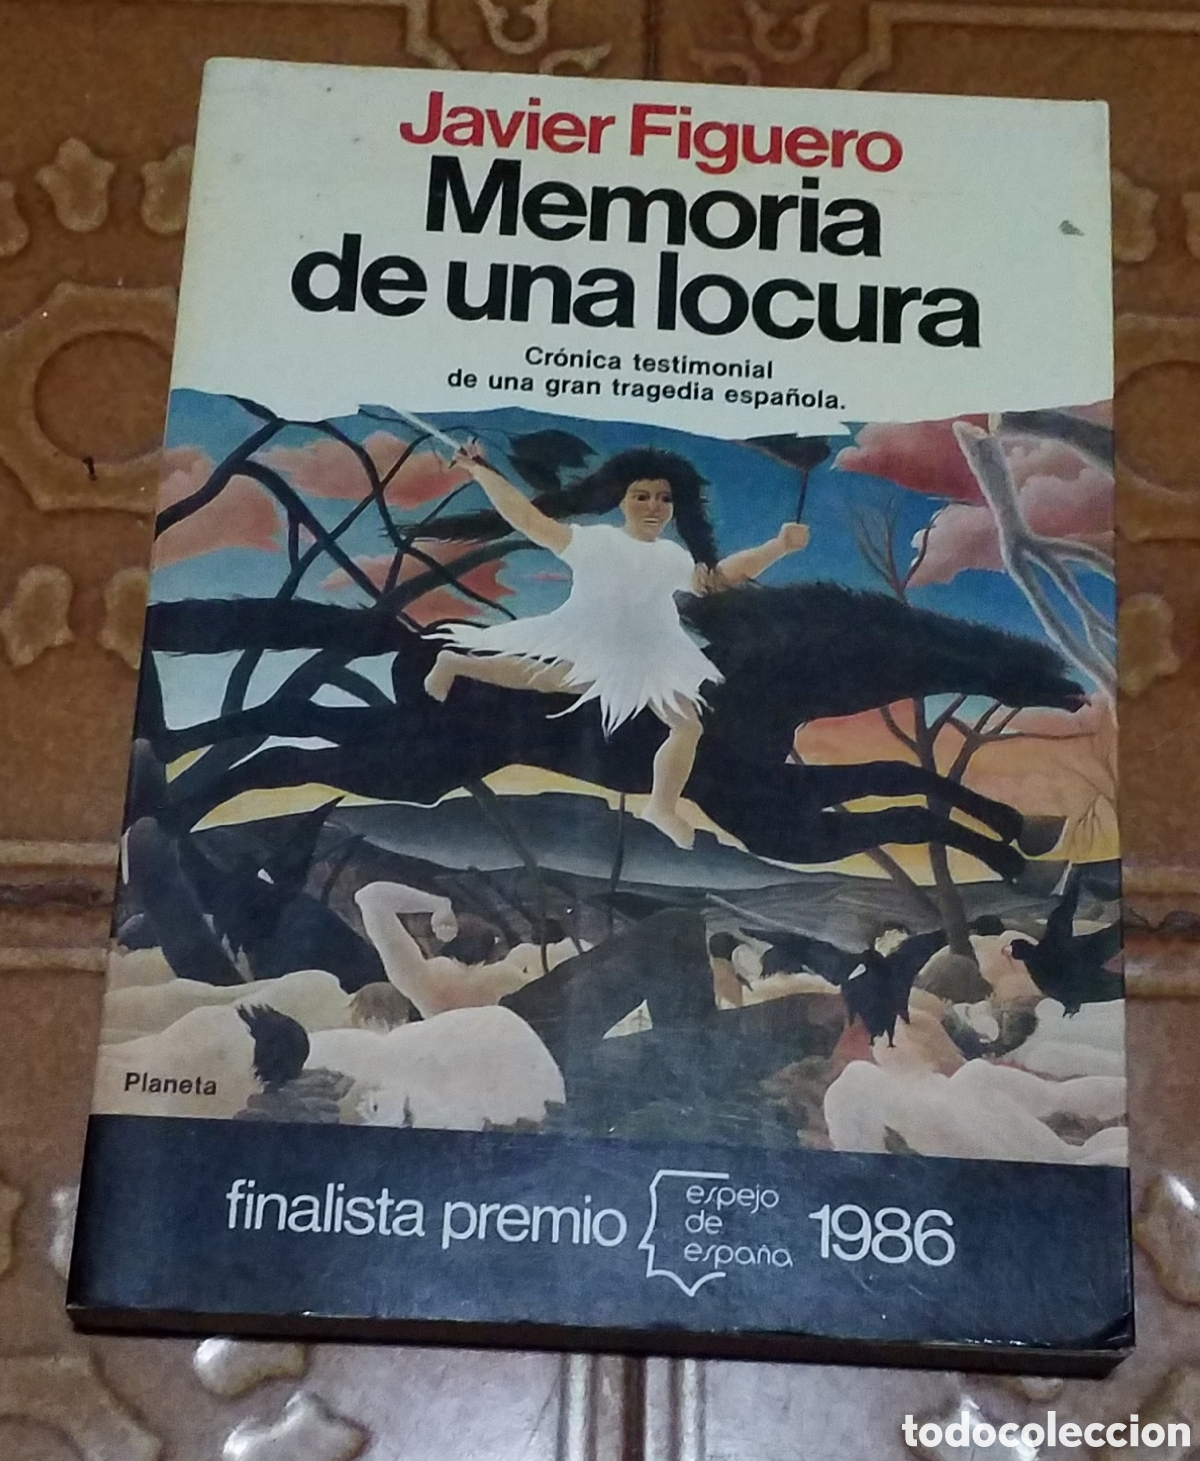 Javier Figuero
Memoria
de una locura
Crónica testimonial
de una gran tragedia española.
Planeta
finalista premio espejo de españa 1986
todocoleccion